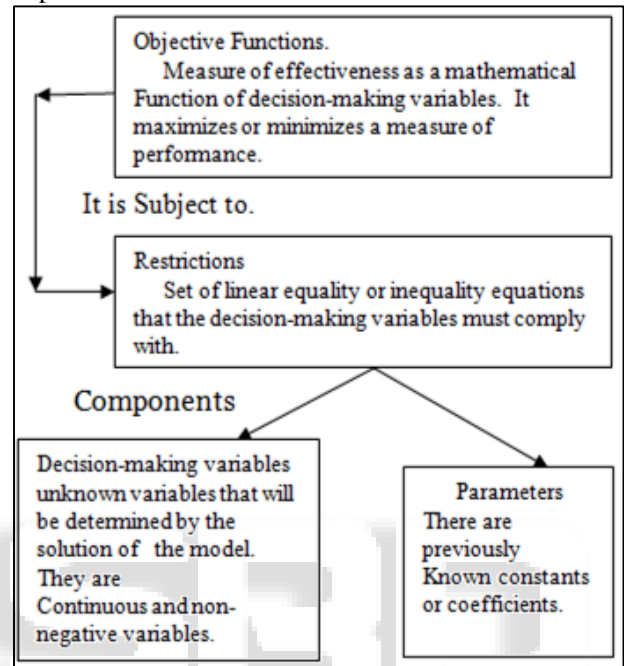 Objective Functions.
Measure of effectiveness as a mathematical
Function of decision-making variables. It
maximizes or minimizes a measure of
performance.
It is Subject to.
Restrictions
Set of linear equality or inequality equations
that the decision-making variables must comply
with.
Components
Decision-making variables
unknown variables that will
be determined by the
solution of the model.
They are
Continuous and non-
negative variables.
Parameters
There are
previously
Known constants
or coefficients.